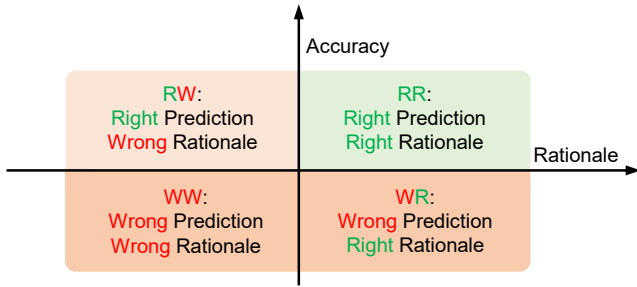 Accuracy
RW:
Right Prediction
Wrong Rationale
RR:
Right Prediction
Right Rationale
Rationale
WW:
Wrong Prediction
Wrong Rationale
WR:
Wrong Prediction
Right Rationale